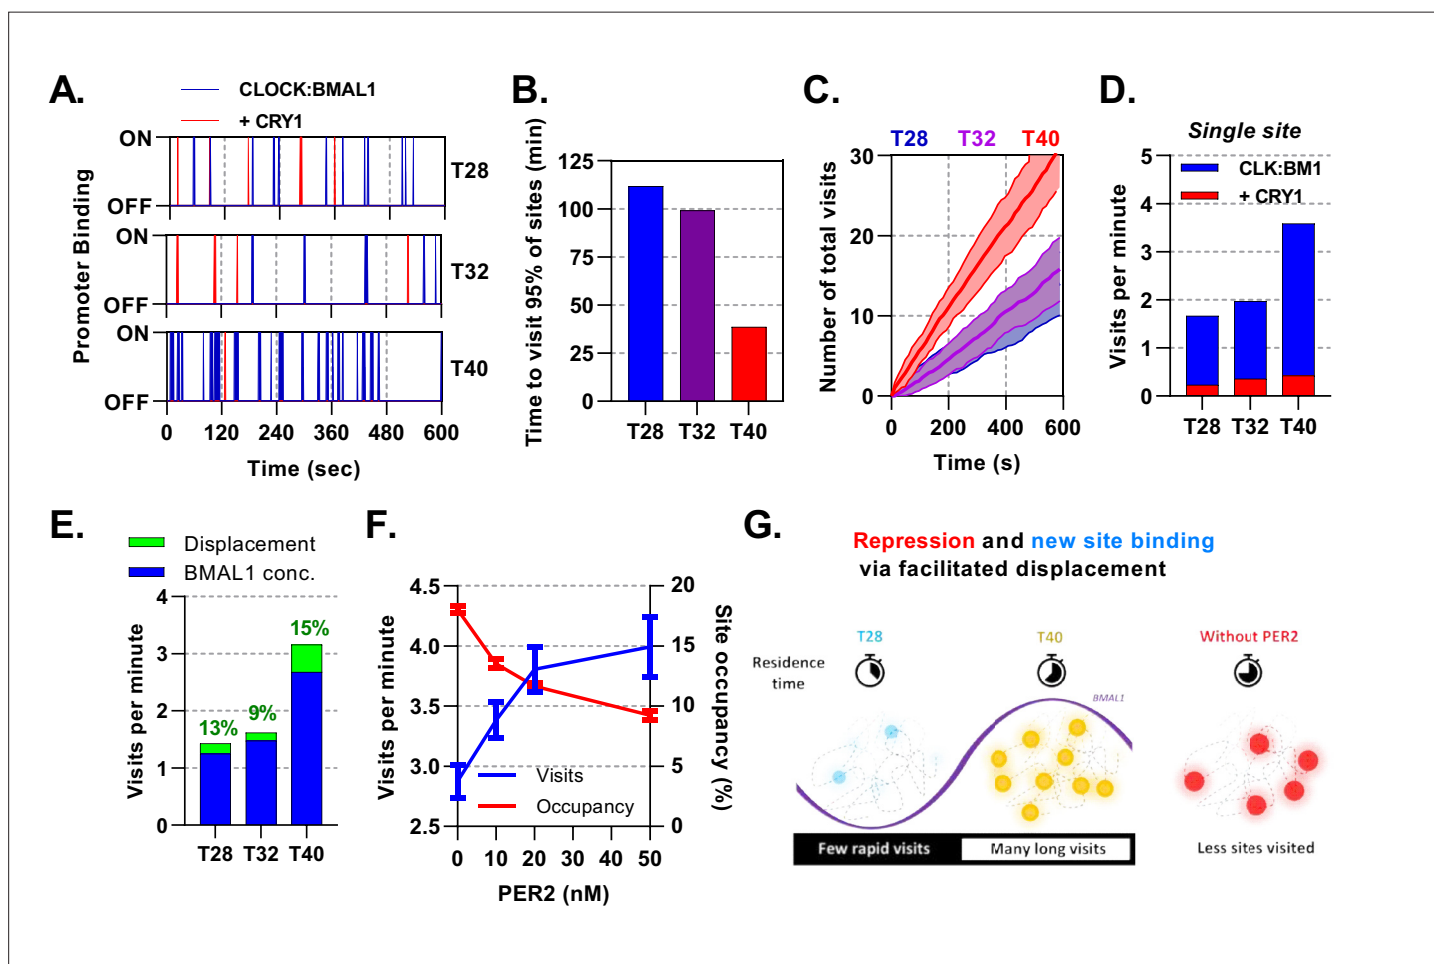 A.
CLOCK:BMAL1
+ CRY1
Promoter Binding
ON
OFF
T28
ON
OFF
T32
ON
OFF
T40
0 120 240 360 480 600
Time (sec)
B.
Time to visit 95% of sites (min)
125
100
75
50
25
0
T28 T32 T40
C.
T28 T32 T40
Number of total visits
30
20
10
0
0 200 400 600
Time (s)
D.
Single site
CLK:BM1
+ CRY1
Visits per minute
5
4
3
2
1
0
T28 T32 T40
E.
Displacement
BMAL1 conc.
Visits per minute
4
3
2
1
0
13% 9% 15%
T28 T32 T40
F.
Visits per minute
4.5
4.0
3.5
3.0
2.5
Visits
Occupancy
20
15
10
5
0
Site occupancy (%)
0 10 20 30 40 50
PER2 (nM)
G.
Repression and new site binding
via facilitated displacement
T28 T40 Without PER2
Residence
time
BMAL1
Few rapid visits Many long visits Less sites visited